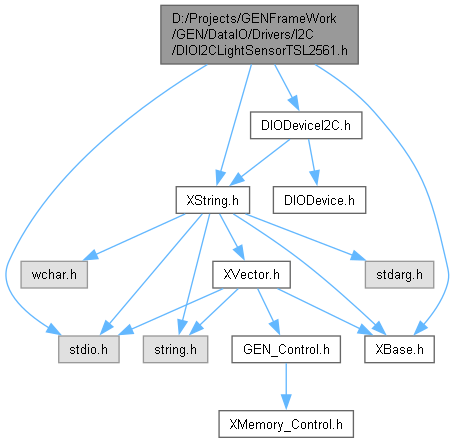 D:/Projects/GENFrameWork
/GEN/DataIO/Drivers/I2C
/DIOI2CLightSensorTSL2561.h
DIODeviceI2C.h
XString.h
DIODevice.h
wchar.h
XVector.h
stdarg.h
stdio.h
string.h
GEN_Control.h
XBase.h
XMemory_Control.h